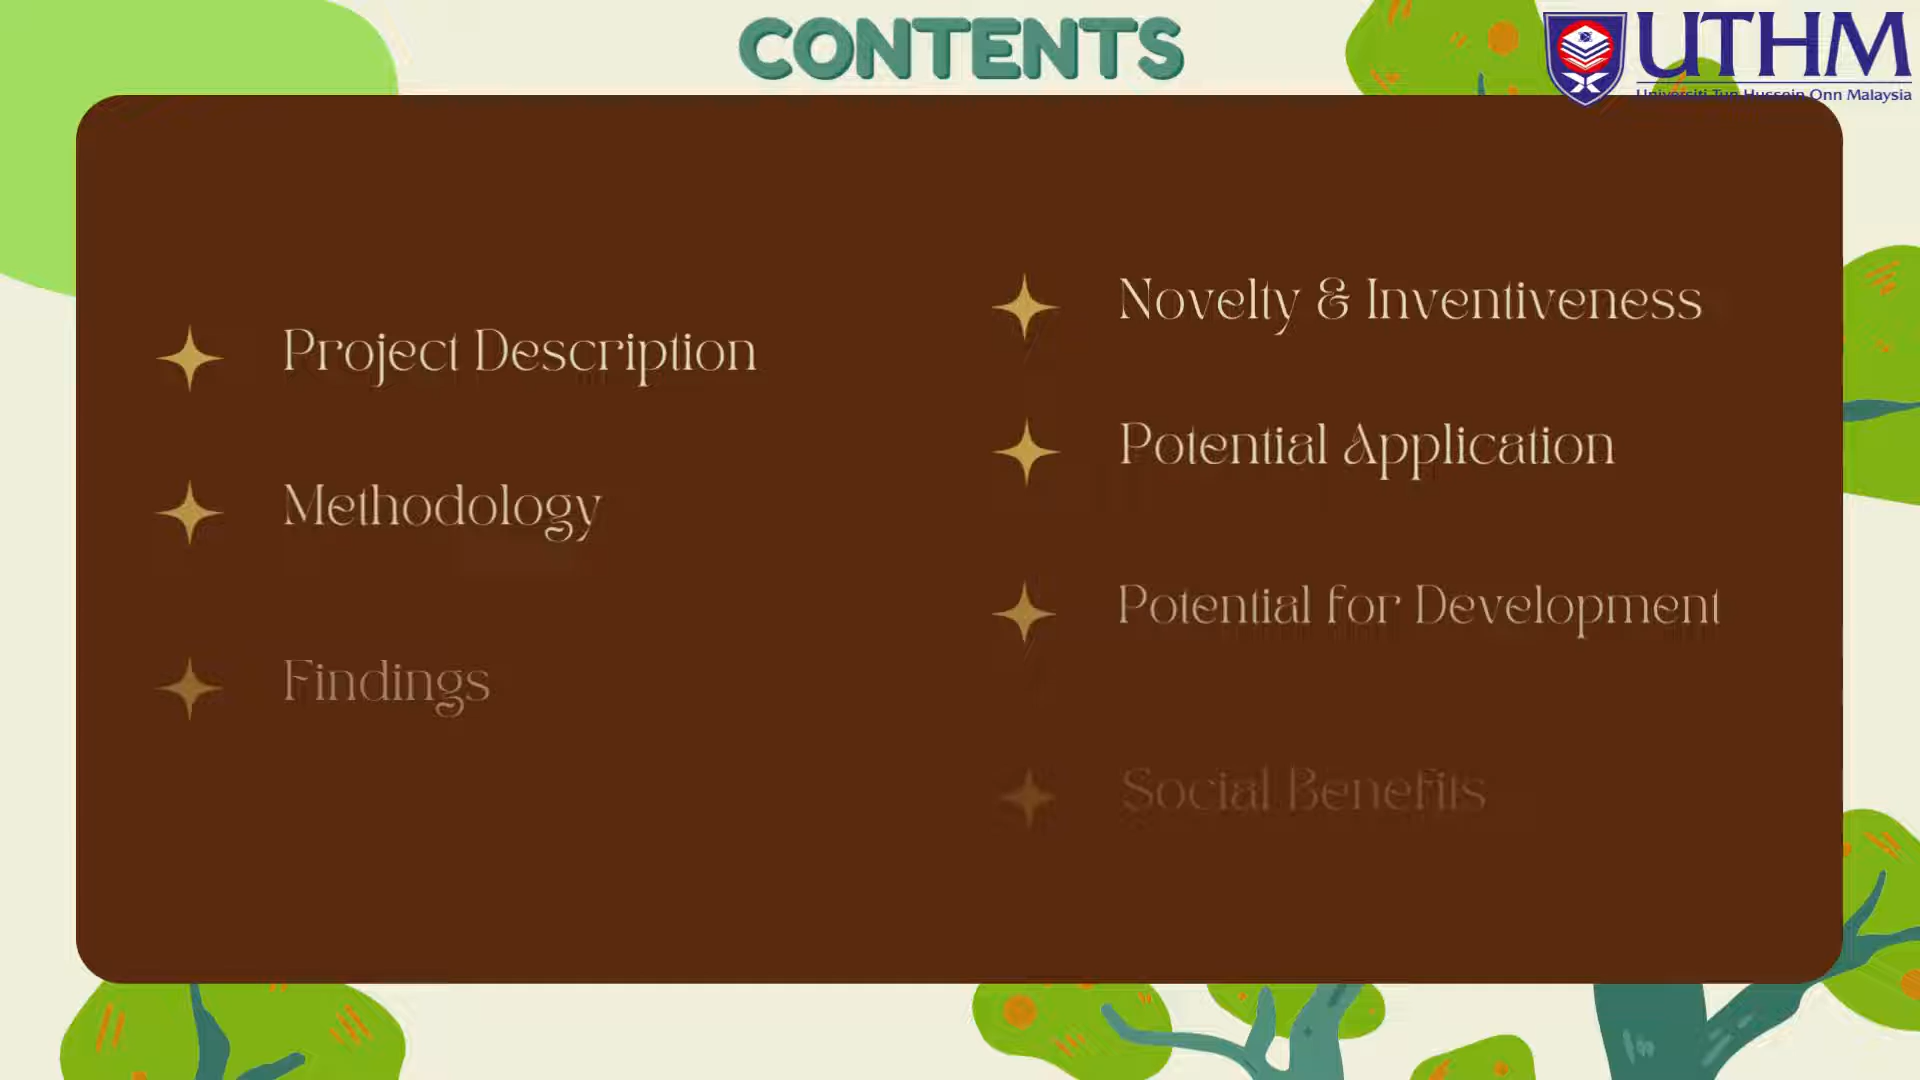 CONTENTS
UTHM
Universiti Tun Hussein Onn Malaysia
Project Description
Methodology
Findings
Novelty & Inventiveness
Potential Application
Potential for Development
Social Benefits